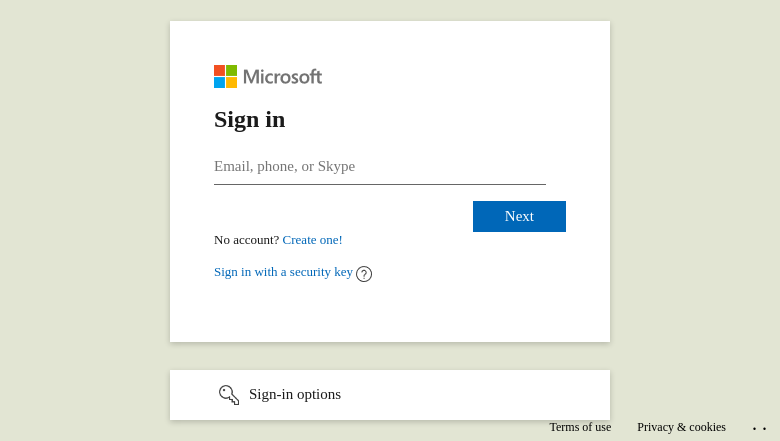 Microsoft
Sign in
Email, phone, or Skype
Next
No account? Create one!
Sign in with a security key ?
Sign-in options
Terms of use Privacy & cookies . .